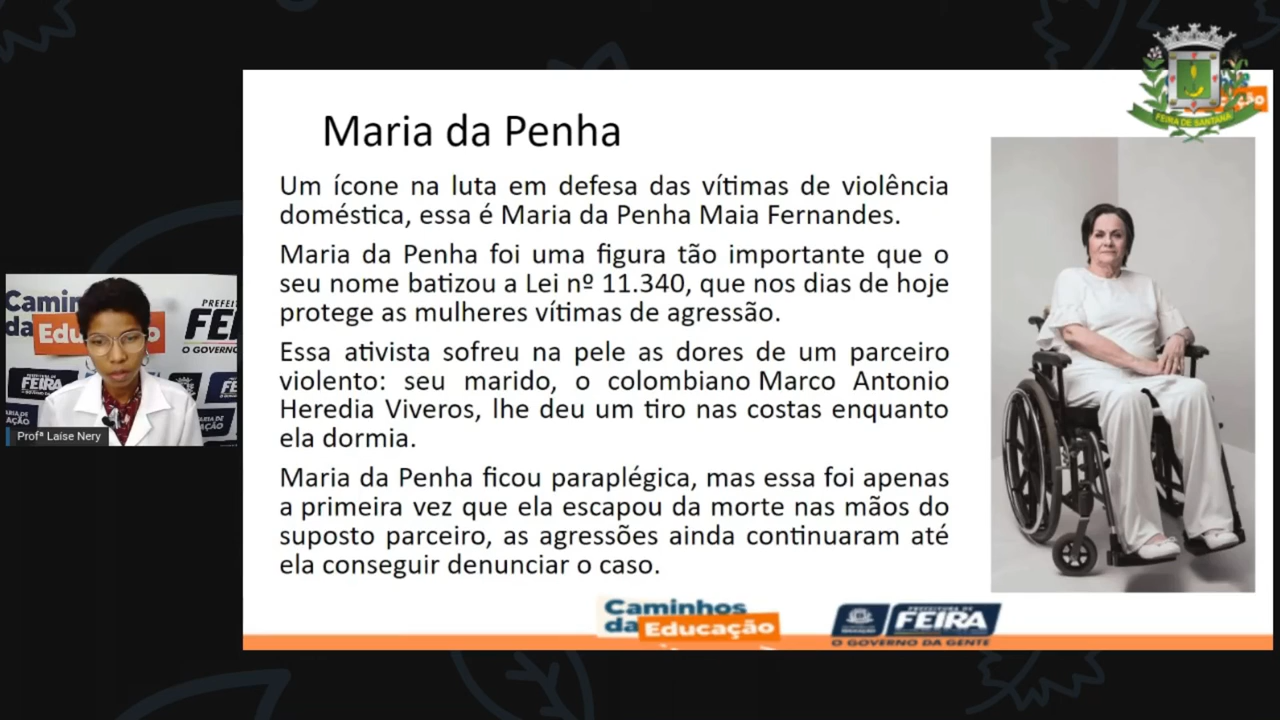 FEIRA DE SANTANA
Maria da Penha
Um ícone na luta em defesa das vítimas de violência
doméstica, essa é Maria da Penha Maia Fernandes.
Maria da Penha foi uma figura tão importante que o
seu nome batizou a Lei nº 11.340, que nos dias de hoje
protege as mulheres vítimas de agressão.
Essa ativista sofreu na pele as dores de um parceiro
violento: seu marido, o colombiano Marco Antonio
Heredia Viveros, lhe deu um tiro nas costas enquanto
ela dormia.
Maria da Penha ficou paraplégica, mas essa foi apenas
a primeira vez que ela escapou da morte nas mãos do
suposto parceiro, as agressões ainda continuaram até
ela conseguir denunciar o caso.
Profª Laíse Nery
Caminhos
da Educação
PREFEITURA DE
FEIRA
O GOVERNO DA GENTE